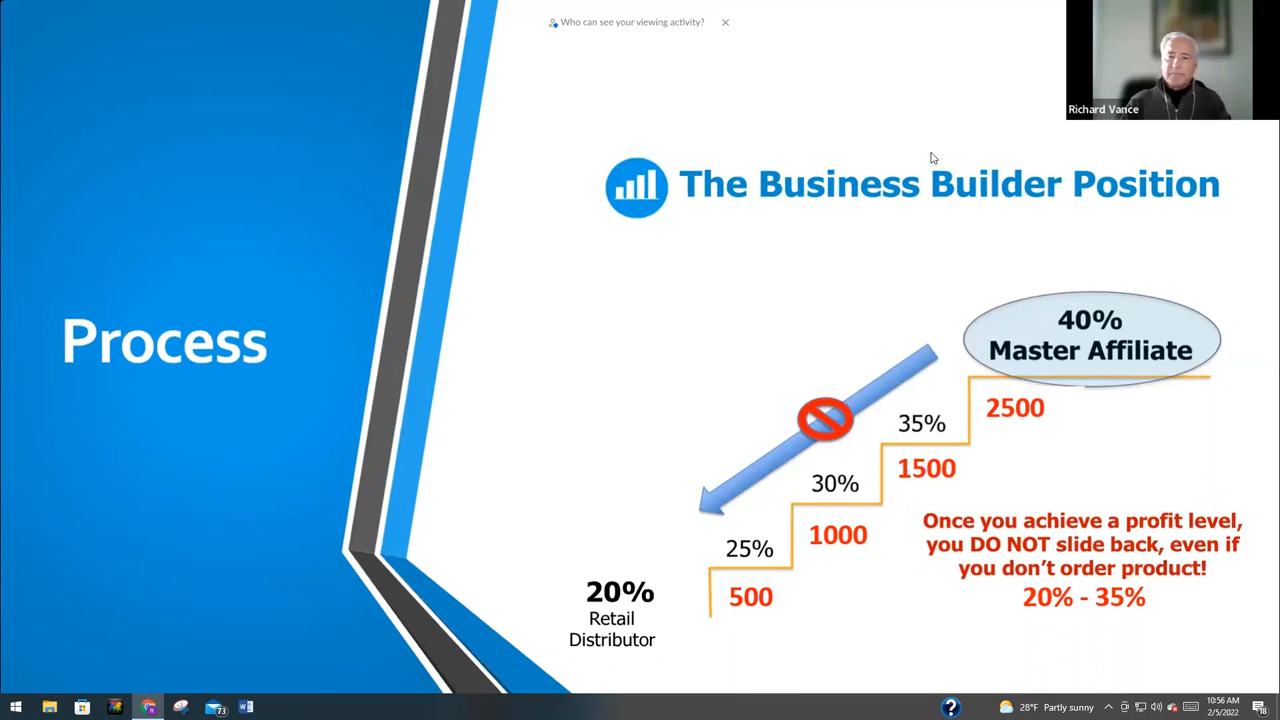 Who can see your viewing activity?
Richard Vance
The Business Builder Position
Process
40%
Master Affiliate
2500
35%
1500
30%
1000
25%
500
20%
Retail
Distributor
Once you achieve a profit level,
you DO NOT slide back, even if
you don’t order product!
20% - 35%
73
28°F Partly sunny
10:56 AM
2/5/2022
18